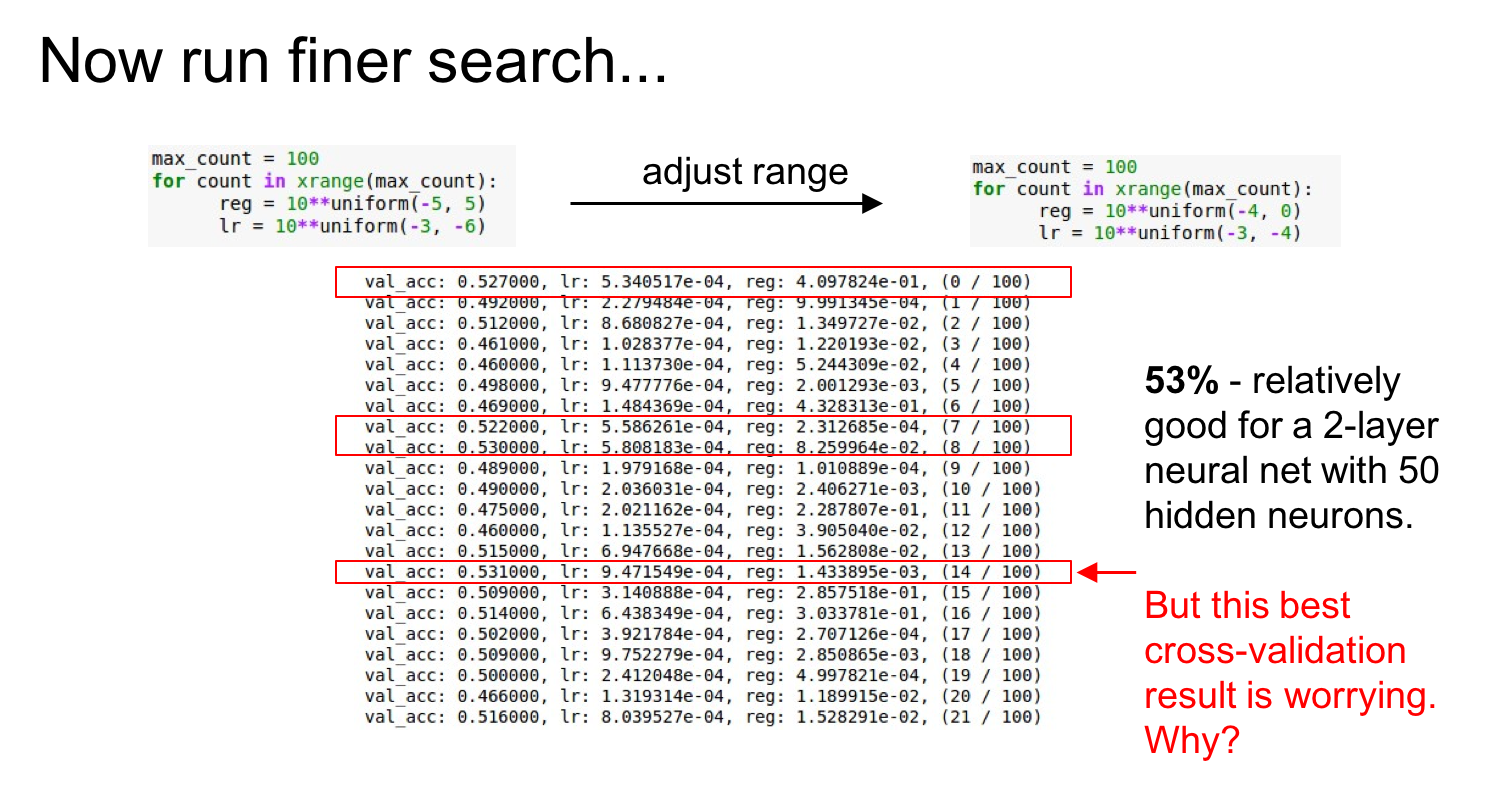 Now run finer search...
max_count = 100
for count in xrange(max_count):
reg = 10**uniform(-5, 5)
lr = 10**uniform(-3, -6)
adjust range
max_count = 100
for count in xrange(max_count):
reg = 10**uniform(-4, 0)
lr = 10**uniform(-3, -4)
val_acc: 0.527000, lr: 5.340517e-04, reg: 4.097824e-01, (0 / 100)
val_acc: 0.492000, lr: 2.279484e-04, reg: 9.991345e-04, (1 / 100)
val_acc: 0.512000, lr: 8.680827e-04, reg: 1.349727e-02, (2 / 100)
val_acc: 0.461000, lr: 1.028377e-04, reg: 1.220193e-02, (3 / 100)
val_acc: 0.460000, lr: 1.113730e-04, reg: 5.244309e-02, (4 / 100)
val_acc: 0.498000, lr: 9.477776e-04, reg: 2.001293e-03, (5 / 100)
val_acc: 0.469000, lr: 1.484369e-04, reg: 4.328313e-01, (6 / 100)
val_acc: 0.522000, lr: 5.586261e-04, reg: 2.312685e-04, (7 / 100)
val_acc: 0.530000, lr: 5.808183e-04, reg: 8.259964e-02, (8 / 100)
val_acc: 0.489000, lr: 1.979168e-04, reg: 1.010889e-04, (9 / 100)
val_acc: 0.490000, lr: 2.036031e-04, reg: 2.406271e-03, (10 / 100)
val_acc: 0.475000, lr: 2.021162e-04, reg: 2.287807e-01, (11 / 100)
val_acc: 0.460000, lr: 1.135527e-04, reg: 3.905040e-02, (12 / 100)
val_acc: 0.515000, lr: 6.947668e-04, reg: 1.562808e-02, (13 / 100)
val_acc: 0.531000, lr: 9.471549e-04, reg: 1.433895e-03, (14 / 100)
val_acc: 0.509000, lr: 3.140888e-04, reg: 2.857518e-01, (15 / 100)
val_acc: 0.514000, lr: 6.438349e-04, reg: 3.033781e-01, (16 / 100)
val_acc: 0.502000, lr: 3.921784e-04, reg: 2.707126e-04, (17 / 100)
val_acc: 0.509000, lr: 9.752279e-04, reg: 2.850865e-03, (18 / 100)
val_acc: 0.500000, lr: 2.412048e-04, reg: 4.997821e-04, (19 / 100)
val_acc: 0.466000, lr: 1.319314e-04, reg: 1.189915e-02, (20 / 100)
val_acc: 0.516000, lr: 8.039527e-04, reg: 1.528291e-02, (21 / 100)
53% - relatively
good for a 2-layer
neural net with 50
hidden neurons.
But this best
cross-validation
result is worrying.
Why?